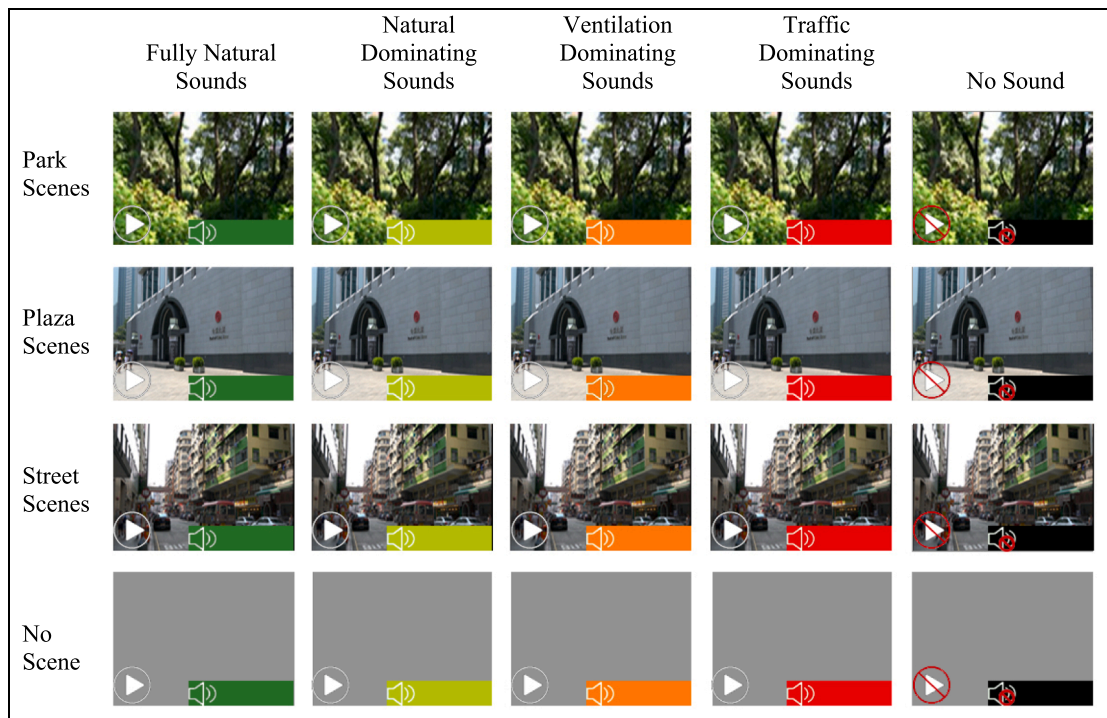 Fully Natural
Sounds
Natural
Dominating
Sounds
Ventilation
Dominating
Sounds
Traffic
Dominating
Sounds
No Sound
Park
Scenes
Plaza
Scenes
Street
Scenes
No
Scene